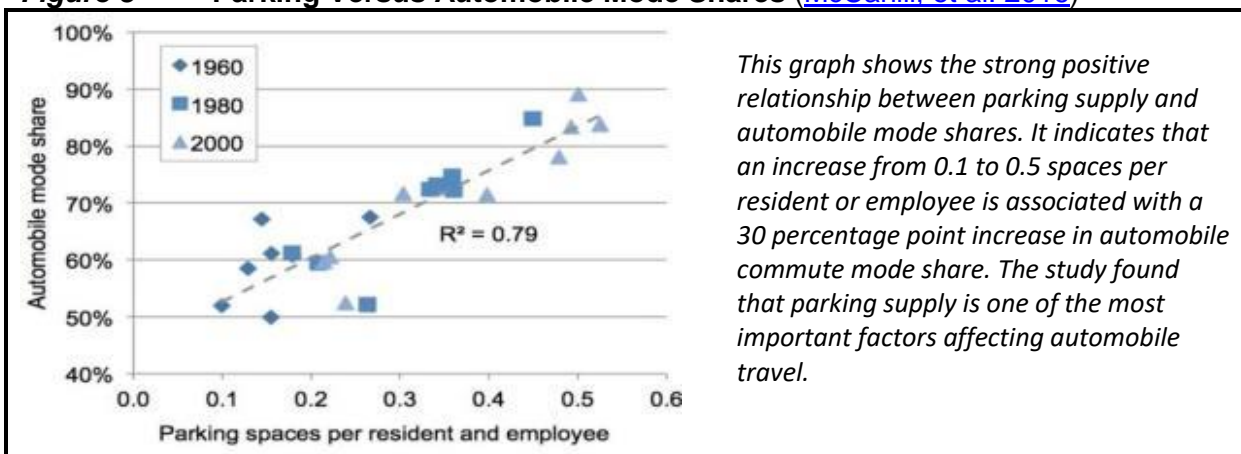 Parking Versus Automobile Mode Shares
100%
90%
80%
70%
60%
50%
40%
Automobile mode share
1960
1980
2000
R² = 0.79
0.0 0.1 0.2 0.3 0.4 0.5 0.6
Parking spaces per resident and employee
This graph shows the strong positive
relationship between parking supply and
automobile mode shares. It indicates that
an increase from 0.1 to 0.5 spaces per
resident or employee is associated with a
30 percentage point increase in automobile
commute mode share. The study found
that parking supply is one of the most
important factors affecting automobile
travel.